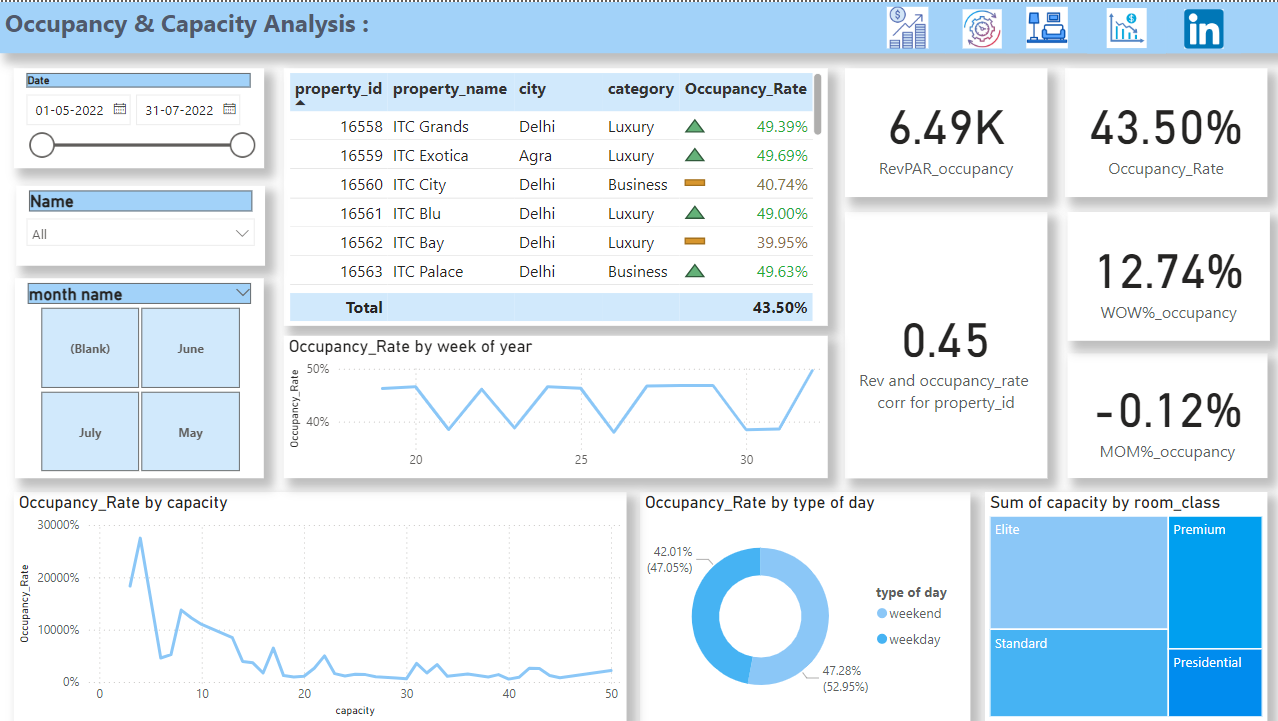 Occupancy & Capacity Analysis :
in
Date
01-05-2022 31-07-2022
Name
All
month name
(Blank) June
July May
property_id property_name city category Occupancy_Rate
16558 ITC Grands Delhi Luxury 49.39%
16559 ITC Exotica Agra Luxury 49.69%
16560 ITC City Delhi Business 40.74%
16561 ITC Blu Delhi Luxury 49.00%
16562 ITC Bay Delhi Luxury 39.95%
16563 ITC Palace Delhi Business 49.63%
Total 43.50%
6.49K
RevPAR_occupancy
43.50%
Occupancy_Rate
0.45
Rev and occupancy_rate
corr for property_id
12.74%
WOW%_occupancy
-0.12%
MOM%_occupancy
Occupancy_Rate by week of year
Occupancy_Rate
50%
40%
20 25 30
Occupancy_Rate by capacity
Occupancy_Rate
30000%
20000%
10000%
0%
0 10 20 30 40 50
capacity
Occupancy_Rate by type of day
42.01%
(47.05%)
47.28%
(52.95%)
type of day
weekend
weekday
Sum of capacity by room_class
Elite
Premium
Standard
Presidential